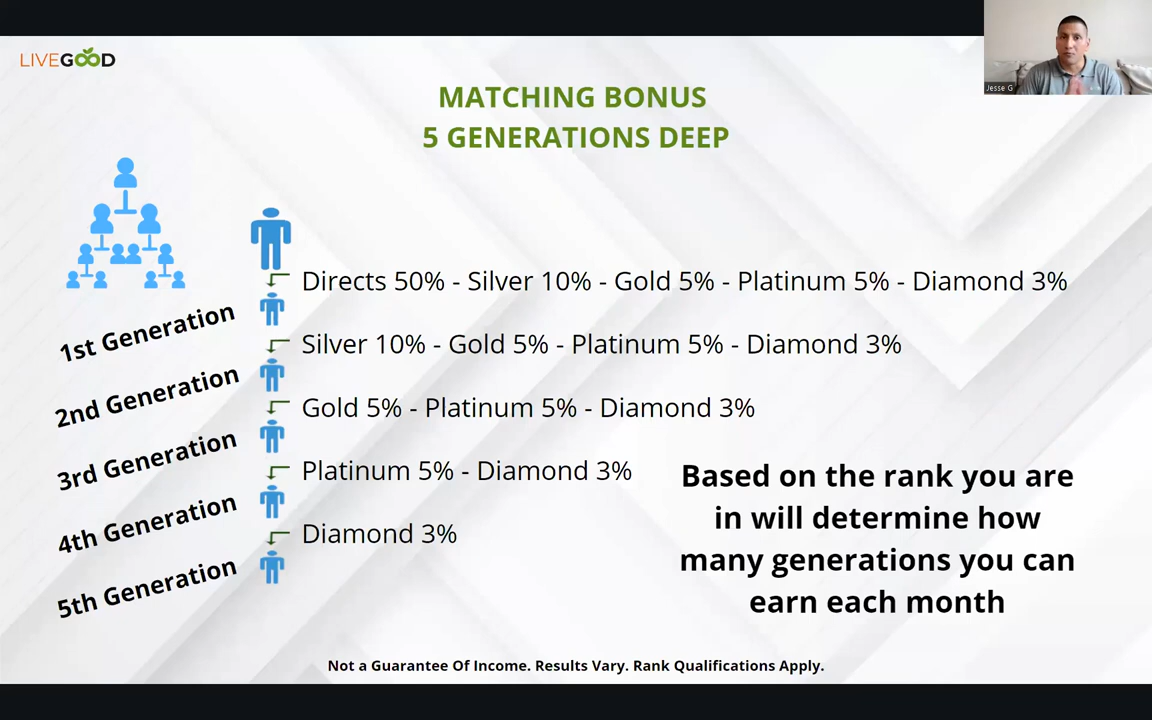 LIVEGOOD
Jesse G
MATCHING BONUS
5 GENERATIONS DEEP
Directs 50% - Silver 10% - Gold 5% - Platinum 5% - Diamond 3%
1st Generation
Silver 10% - Gold 5% - Platinum 5% - Diamond 3%
2nd Generation
Gold 5% - Platinum 5% - Diamond 3%
3rd Generation
Platinum 5% - Diamond 3%
4th Generation
Diamond 3%
5th Generation
Based on the rank you are
in will determine how
many generations you can
earn each month
Not a Guarantee Of Income. Results Vary. Rank Qualifications Apply.